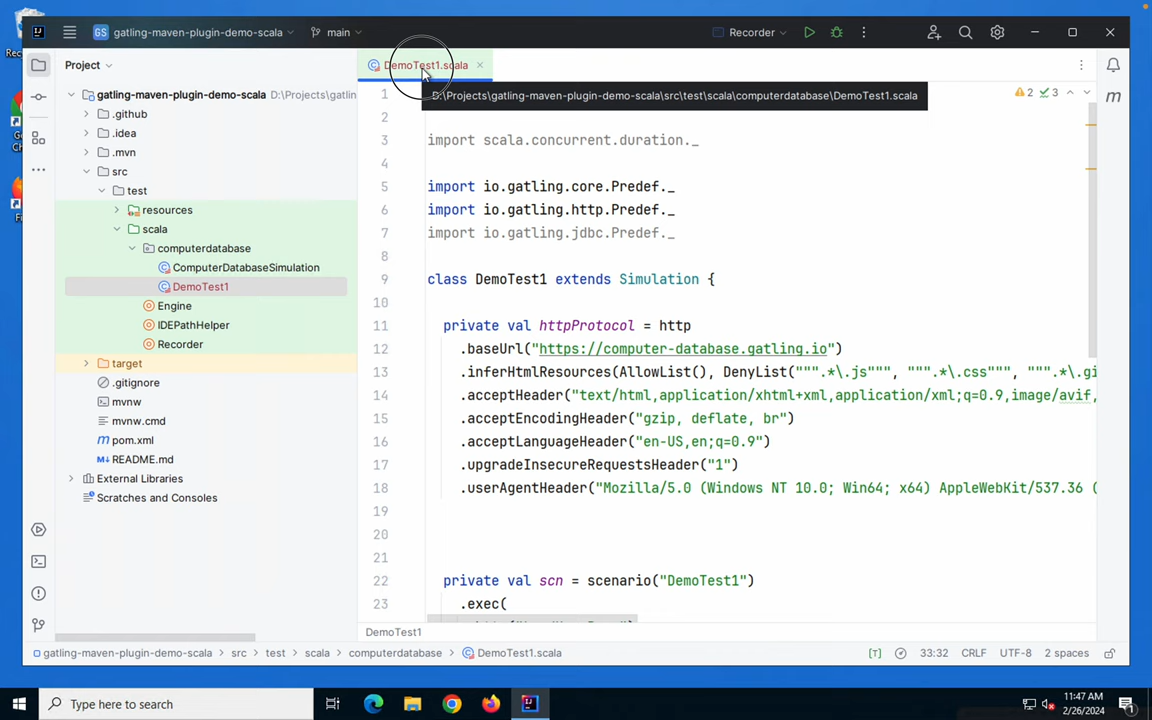 GS gatling-maven-plugin-demo-scala main Recorder
Project
DemoTest1.scala
D:\Projects\gatling-maven-plugin-demo-scala\src\test\scala\computerdatabase\DemoTest1.scala
gatling-maven-plugin-demo-scala D:\Projects\gatlin
.github
.idea
.mvn
src
test
resources
scala
computerdatabase
ComputerDatabaseSimulation
DemoTest1
Engine
IDEPathHelper
Recorder
target
.gitignore
mvnw
mvnw.cmd
pom.xml
README.md
External Libraries
Scratches and Consoles
2 3
1
2
3 import scala.concurrent.duration._
4
5 import io.gatling.core.Predef._
6 import io.gatling.http.Predef._
7 import io.gatling.jdbc.Predef._
8
9 class DemoTest1 extends Simulation {
10
11 private val httpProtocol = http
12 .baseUrl("https://computer-database.gatling.io")
13 .inferHtmlResources(AllowList(), DenyList(""".*\.js""", """.*\.css""", """.*\.gi
14 .acceptHeader("text/html,application/xhtml+xml,application/xml;q=0.9,image/avif,
15 .acceptEncodingHeader("gzip, deflate, br")
16 .acceptLanguageHeader("en-US,en;q=0.9")
17 .upgradeInsecureRequestsHeader("1")
18 .userAgentHeader("Mozilla/5.0 (Windows NT 10.0; Win64; x64) AppleWebKit/537.36 (
19
20
21
22 private val scn = scenario("DemoTest1")
23 .exec(
DemoTest1
gatling-maven-plugin-demo-scala > src > test > scala > computerdatabase > DemoTest1.scala
[T] 33:32 CRLF UTF-8 2 spaces
Type here to search
11:47 AM
2/26/2024
1